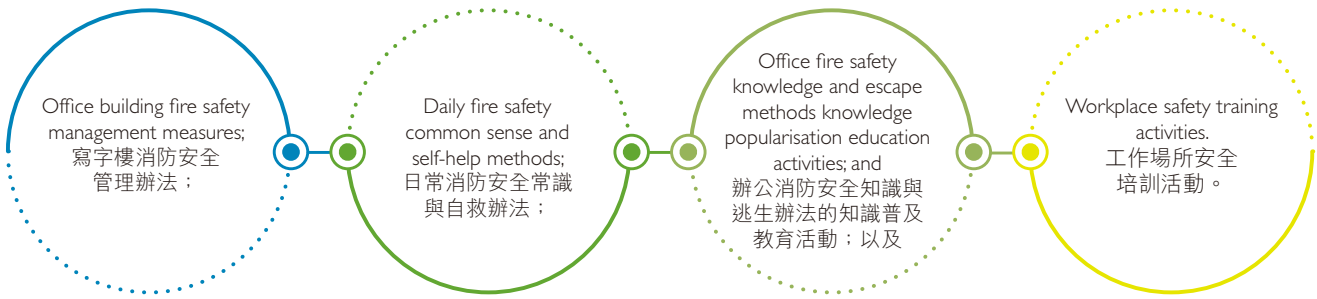 Office building fire safety
management measures;
寫字樓消防安全
管理辦法；
Daily fire safety
common sense and
self-help methods;
日常消防安全常識
與自救辦法；
Office fire safety
knowledge and escape
methods knowledge
popularisation education
activities; and
辦公消防安全知識與
逃生辦法的知識普及
教育活動；以及
Workplace safety training
activities.
工作場所安全
培訓活動。